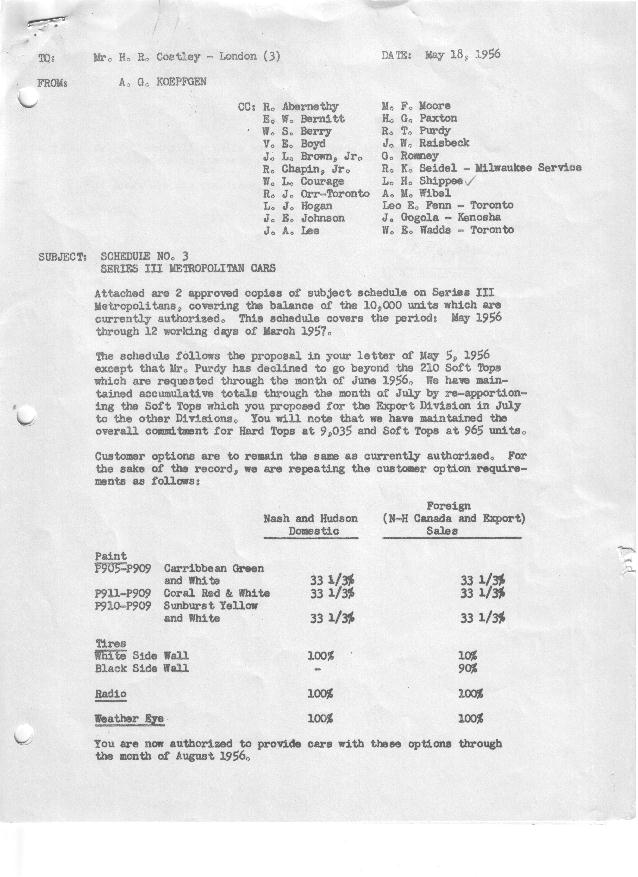 TO: Mr. H. R. Costley - London (3) DATE: May 18, 1956
FROM: A. G. KOEPFGEN
CC: R. Abernethy M. F. Moore
E. W. Bernitt H. G. Paxton
W. S. Berry R. T. Purdy
V. E. Boyd J. W. Raisbeck
J. L. Brown, Jr. G. Romney
R. Chapin, Jr. R. K. Seidel - Milwaukee Service
W. L. Courage L. H. Shippee
R. J. Orr-Toronto A. M. Wibel
L. J. Hogan Leo E. Fenn - Toronto
J. E. Johnson J. Gogola - Kenosha
J. A. Lee W. E. Wadds - Toronto
SUBJECT: SCHEDULE NO. 3
SERIES III METROPOLITAN CARS
Attached are 2 approved copies of subject schedule on Series III
Metropolitans, covering the balance of the 10,000 units which are
currently authorized. This schedule covers the period: May 1956
through 12 working days of March 1957.
The schedule follows the proposal in your letter of May 5, 1956
except that Mr. Purdy has declined to go beyond the 210 Soft Tops
which are requested through the month of June 1956. We have main-
tained accumulative totals through the month of July by re-apportion-
ing the Soft Tops which you proposed for the Export Division in July
to the other Divisions. You will note that we have maintained the
overall commitment for Hard Tops at 9,035 and Soft Tops at 965 units.
Customer options are to remain the same as currently authorized. For
the sake of the record, we are repeating the customer option require-
ments as follows:
Foreign
Nash and Hudson (N-H Canada and Export)
Domestic Sales
Paint
P905-P909 Carribbean Green
and White 33 1/3% 33 1/3%
P911-P909 Coral Red & White 33 1/3% 33 1/3%
P910-P909 Sunburst Yellow
and White 33 1/3% 33 1/3%
Tires
White Side Wall 100% 10%
Black Side Wall - 90%
Radio 100% 100%
Weather Eye 100% 100%
You are now authorized to provide cars with these options through
the month of August 1956.